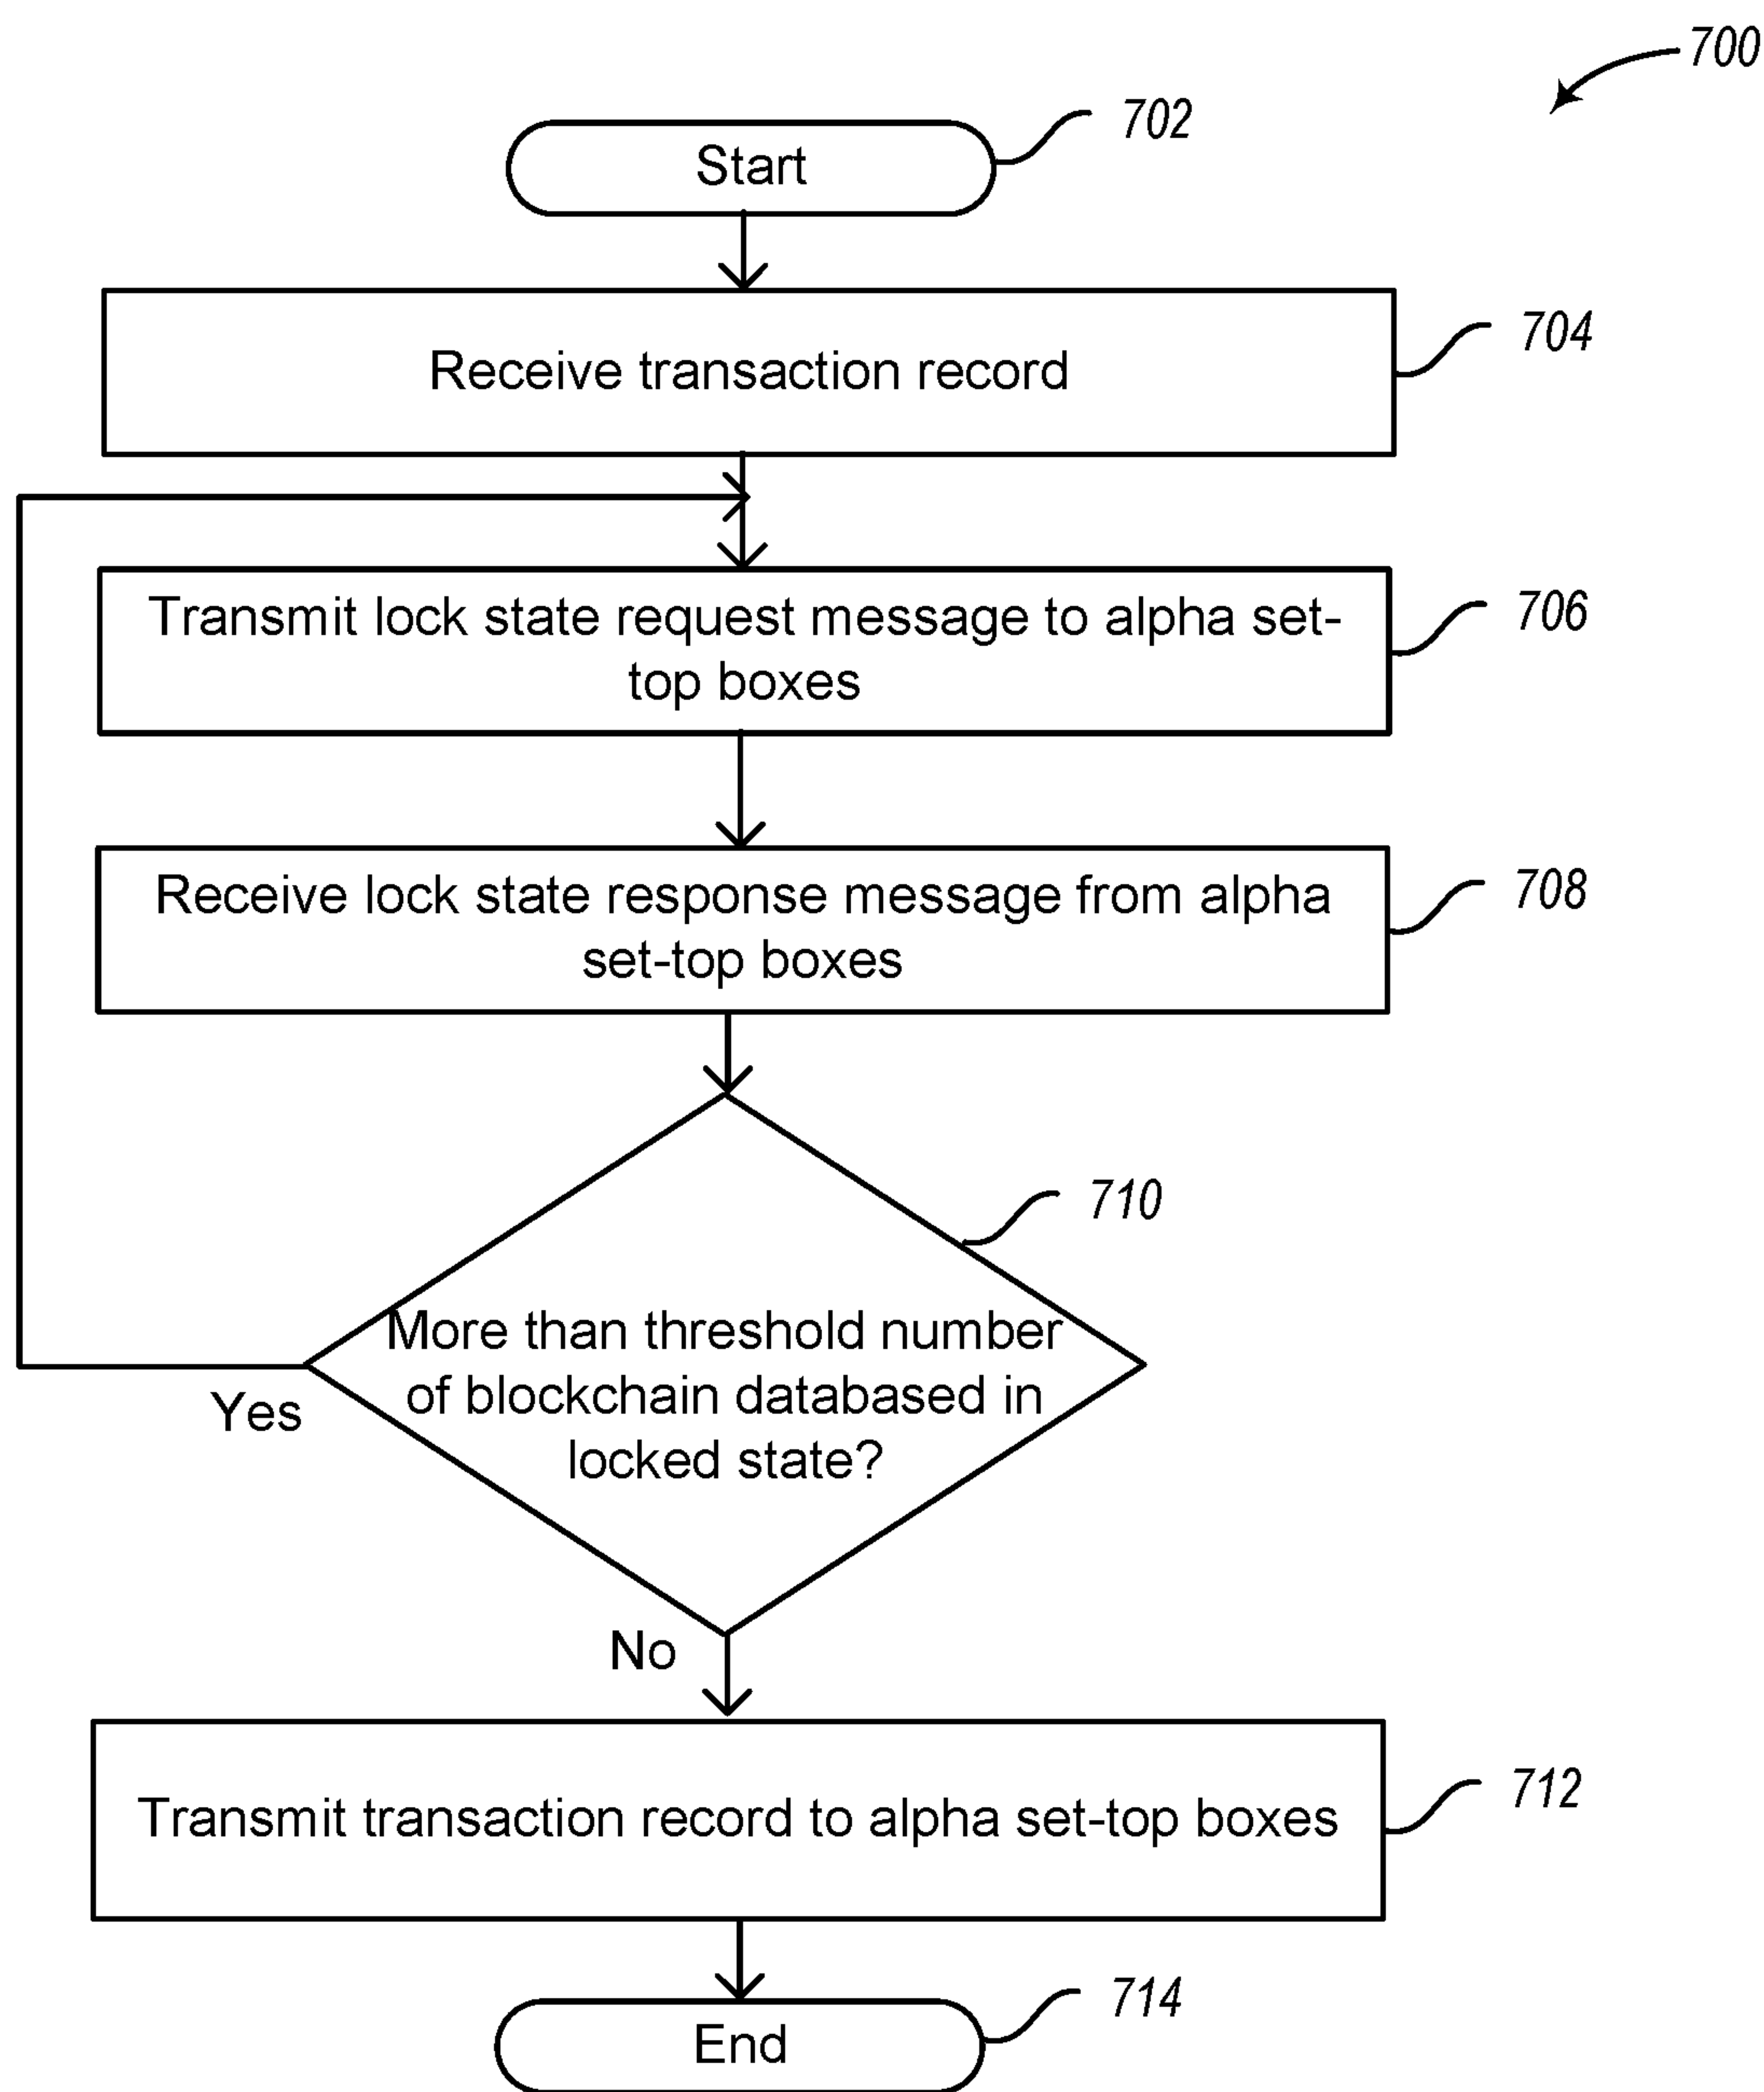 700
702
Start
704
Receive transaction record
706
Transmit lock state request message to alpha set-
top boxes
708
Receive lock state response message from alpha
set-top boxes
710
More than threshold number
of blockchain databased in
locked state?
Yes
No
712
Transmit transaction record to alpha set-top boxes
714
End